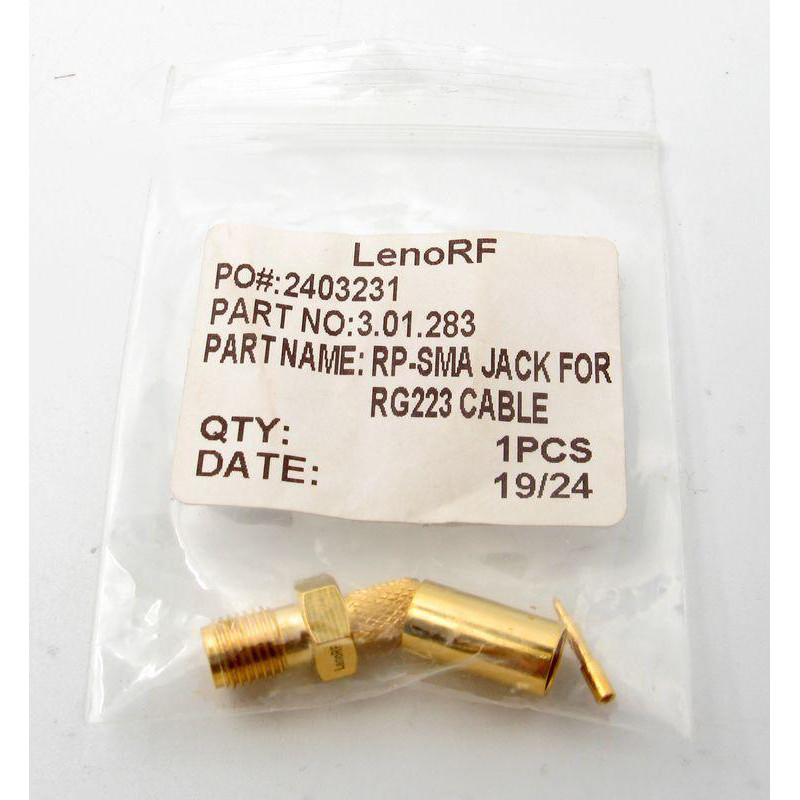 LenoRF
PO#:2403231
PART NO:3.01.283
PART NAME: RP-SMA JACK FOR
RG223 CABLE
QTY: 1PCS
DATE: 19/24